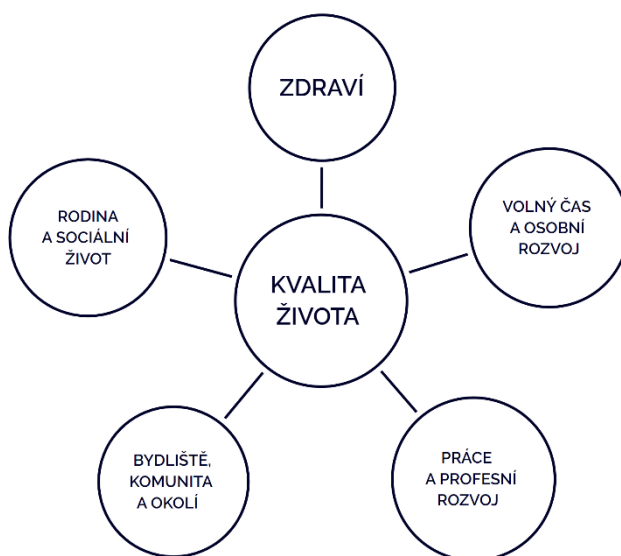 ZDRAVÍ
RODINA
A SOCIÁLNÍ
ŽIVOT
VOLNÝ ČAS
A OSOBNÍ
ROZVOJ
KVALITA
ŽIVOTA
BYDLIŠTĚ,
KOMUNITA
A OKOLÍ
PRÁCE
A PROFESNÍ
ROZVOJ